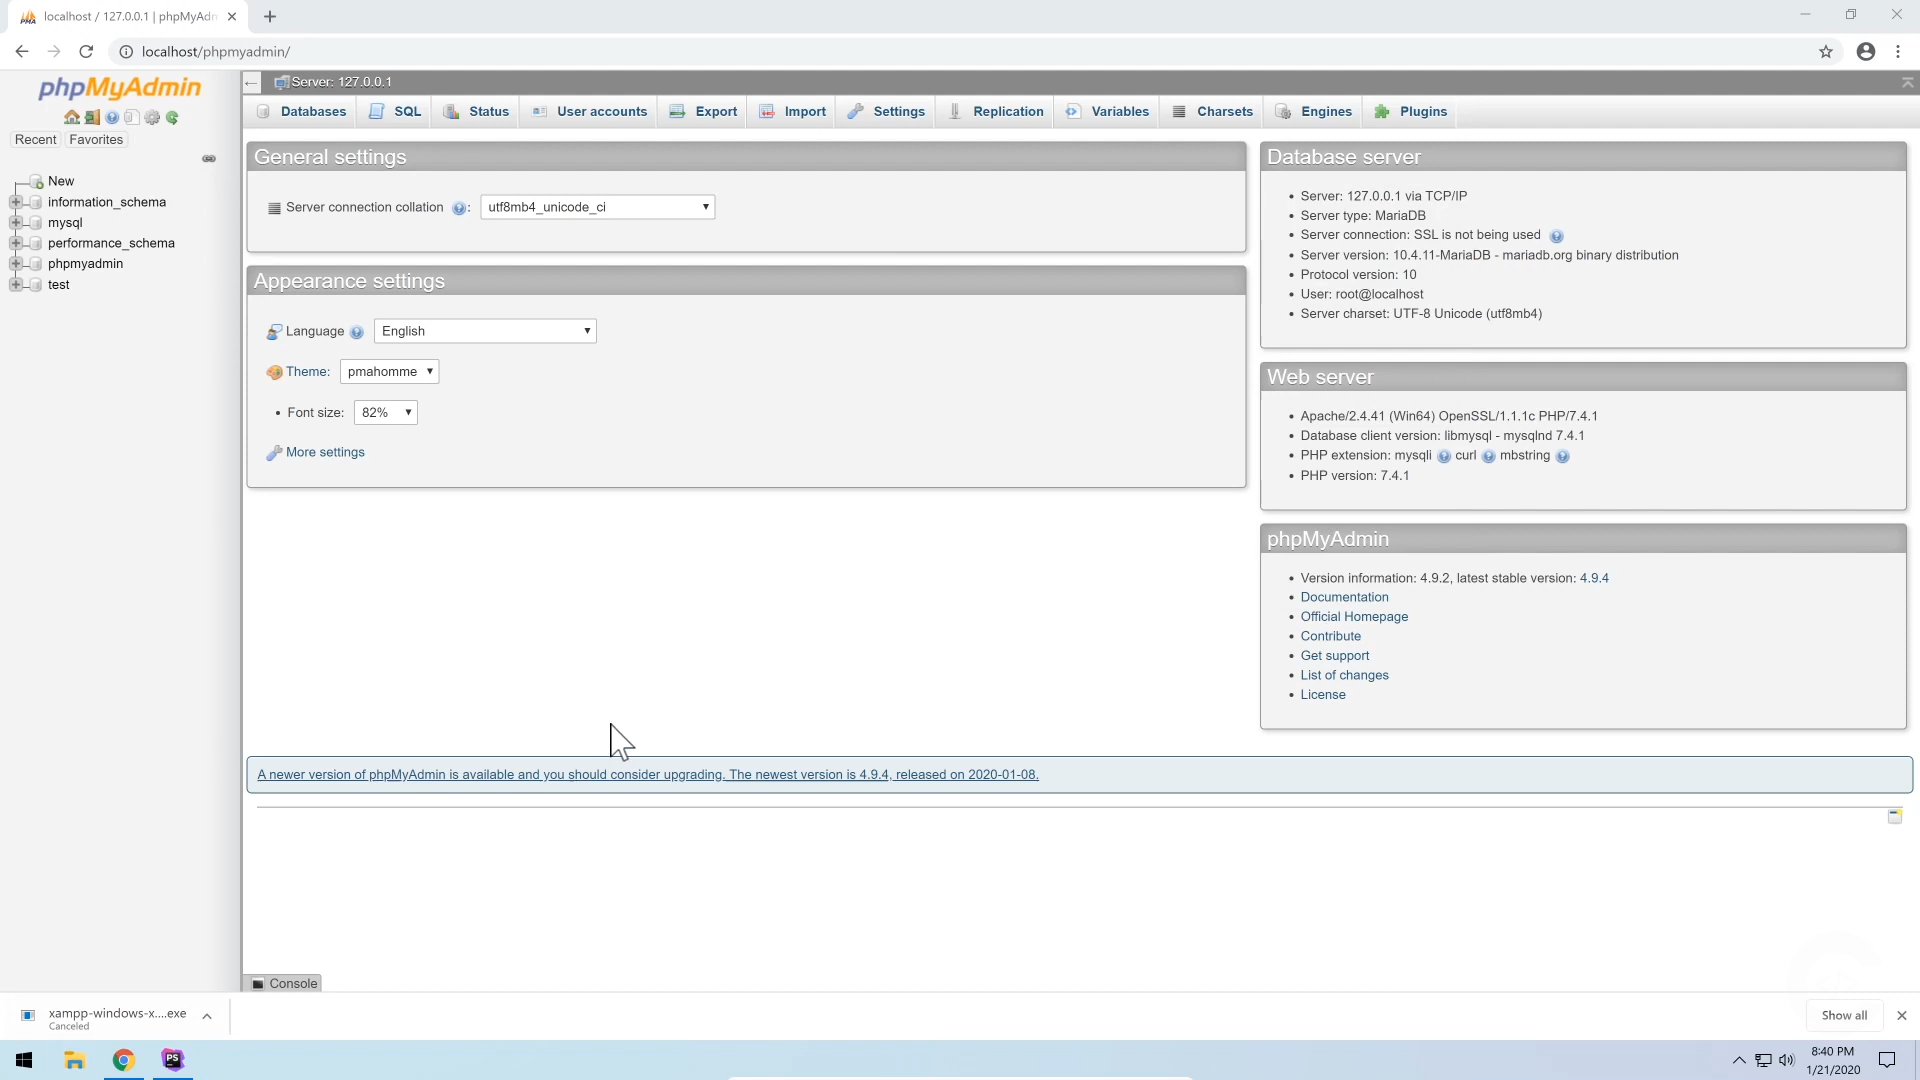 localhost / 127.0.0.1 | phpMyAdm
localhost/phpmyadmin/
phpMyAdmin
Recent
Favorites
New
information_schema
mysql
performance_schema
phpmyadmin
test
Server: 127.0.0.1
Databases
SQL
Status
User accounts
Export
Import
Settings
Replication
Variables
Charsets
Engines
Plugins
General settings
Server connection collation : utf8mb4_unicode_ci
Appearance settings
Language English
Theme: pmahomme
• Font size: 82%
More settings
Database server
• Server: 127.0.0.1 via TCP/IP
• Server type: MariaDB
• Server connection: SSL is not being used
• Server version: 10.4.11-MariaDB - mariadb.org binary distribution
• Protocol version: 10
• User: root@localhost
• Server charset: UTF-8 Unicode (utf8mb4)
Web server
• Apache/2.4.41 (Win64) OpenSSL/1.1.1c PHP/7.4.1
• Database client version: libmysql - mysqlnd 7.4.1
• PHP extension: mysqli curl mbstring
• PHP version: 7.4.1
phpMyAdmin
• Version information: 4.9.2, latest stable version: 4.9.4
• Documentation
• Official Homepage
• Contribute
• Get support
• List of changes
• License
A newer version of phpMyAdmin is available and you should consider upgrading. The newest version is 4.9.4, released on 2020-01-08.
Console
xampp-windows-x....exe
Canceled
Show all
PS
8:40 PM
1/21/2020